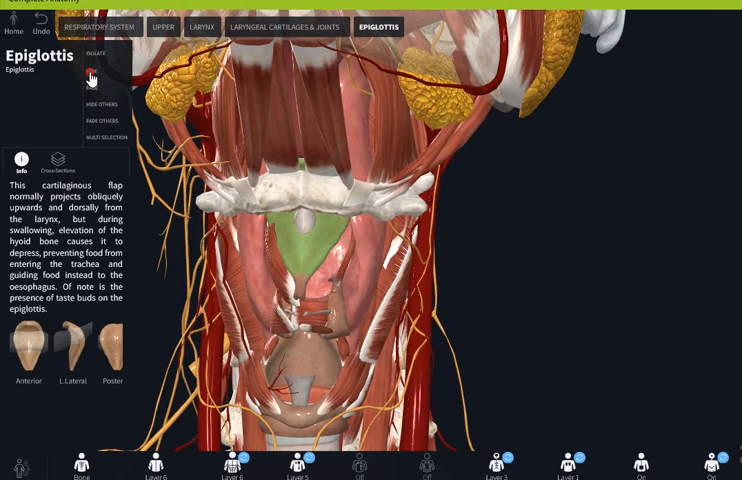 Complete Anatomy
Home
Undo
RESPIRATORY SYSTEM
UPPER
LARYNX
LARYNGEAL CARTILAGES & JOINTS
EPIGLOTTIS
Epiglottis
Epiglottis
ISOLATE
HIDE OTHERS
FADE OTHERS
MULTI SELECTION
Info
Cross-Sections
This cartilaginous flap
normally projects obliquely
upwards and dorsally from
the larynx, but during
swallowing, elevation of the
hyoid bone causes it to
depress, preventing food from
entering the trachea and
guiding food instead to the
oesophagus. Of note is the
presence of taste buds on the
epiglottis.
Anterior
L.Lateral
Poster
Bone
Layer 6
Layer 6
Layer 5
Off
Off
Layer 3
Layer 1
On
On